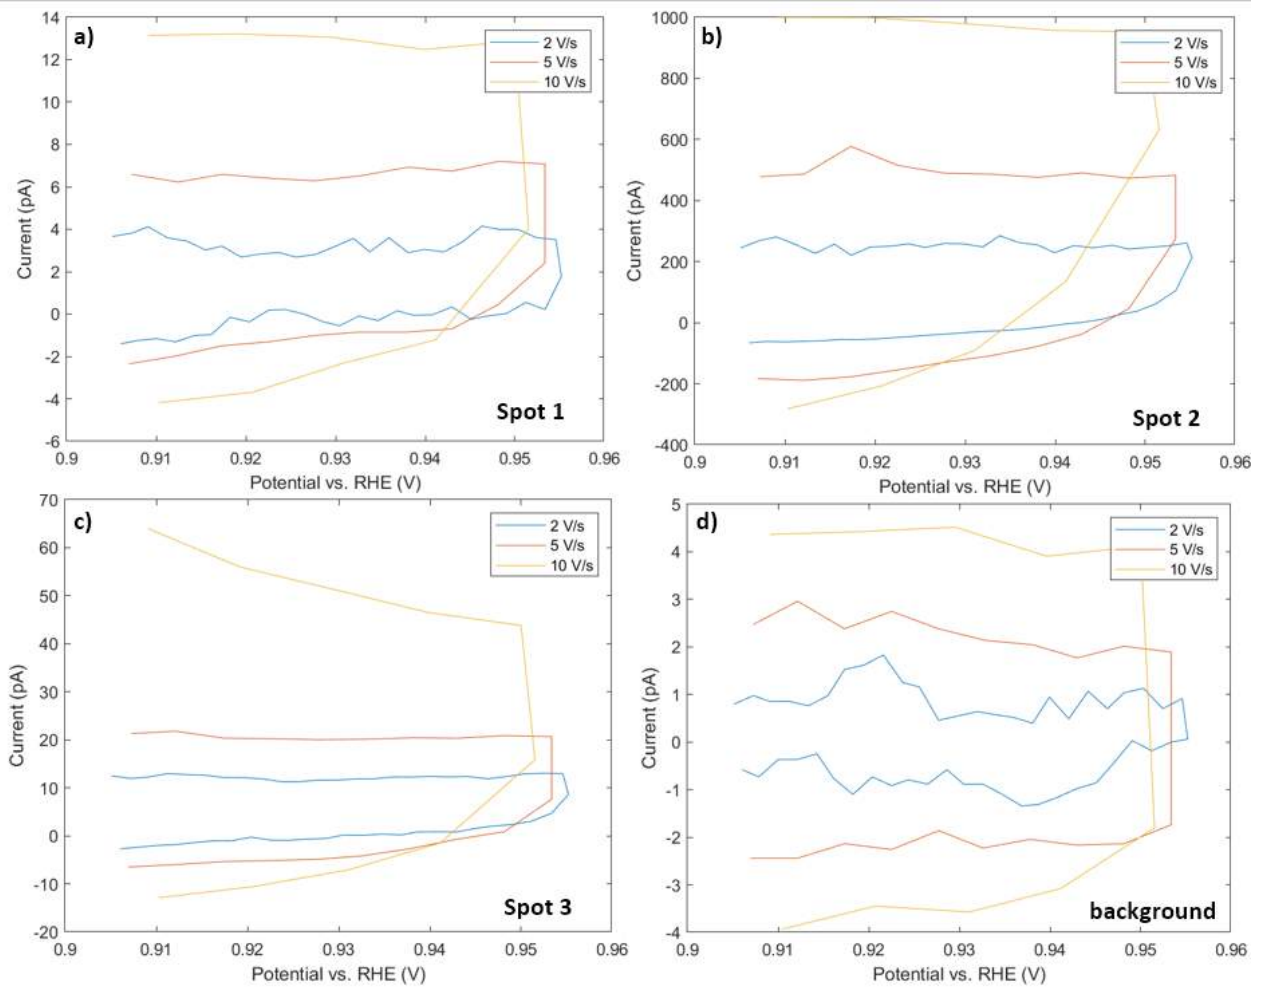 a)
14
12
10
8
6
4
2
0
-2
-4
-6
2 V/s
5 V/s
10 V/s
Spot 1
0.9 0.91 0.92 0.93 0.94 0.95 0.96
Potential vs. RHE (V)
Current (pA)
b)
1000
800
600
400
200
0
-200
-400
2 V/s
5 V/s
10 V/s
Spot 2
0.9 0.91 0.92 0.93 0.94 0.95 0.96
Potential vs. RHE (V)
Current (pA)
c)
70
60
50
40
30
20
10
0
-10
-20
2 V/s
5 V/s
10 V/s
Spot 3
0.9 0.91 0.92 0.93 0.94 0.95 0.96
Potential vs. RHE (V)
Current (pA)
d)
5
4
3
2
1
0
-1
-2
-3
-4
2 V/s
5 V/s
10 V/s
background
0.9 0.91 0.92 0.93 0.94 0.95 0.96
Potential vs. RHE (V)
Current (pA)